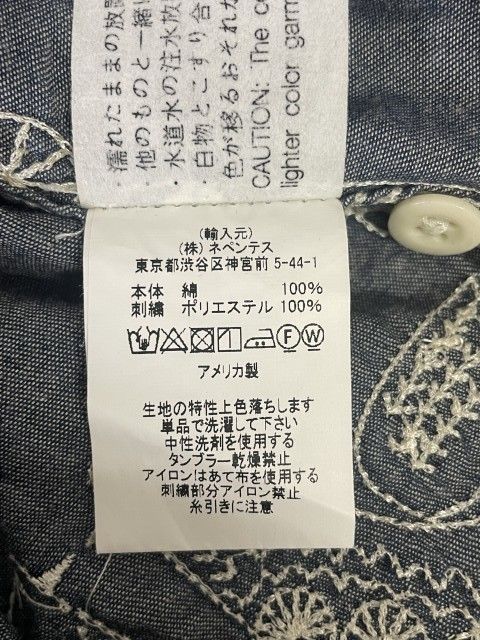 ・濡れたままの放
他のものと一緒
・水道水の注水放
・白物とこすり合
色が移るおそれが
CAUTION: The co
lighter color garm
(輸入元)
(株) ネペンテス
東京都渋谷区神宮前 5-44-1
本体 綿 100%
刺繍 ポリエステル 100%
F W
アメリカ製
生地の特性上色落ちします
単品で洗濯して下さい
中性洗剤を使用する
タンブラー乾燥禁止
アイロンはあて布を使用する
刺繍部分アイロン禁止
糸引きに注意